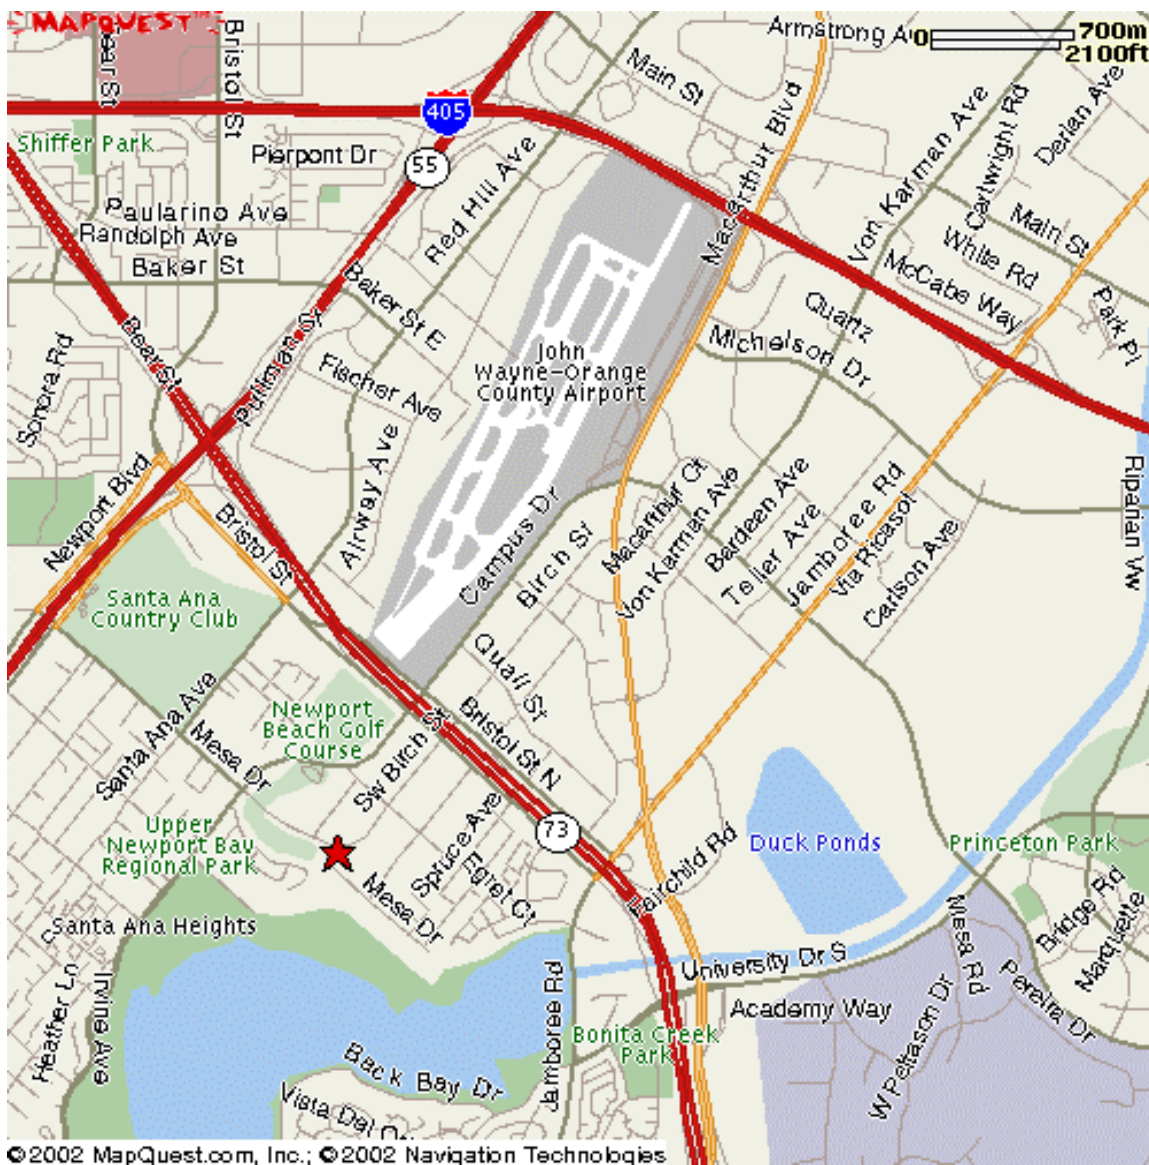 MAPQUEST
Bear St
Bristol St
Armstrong A
0 700m
2100ft
Main St
Macarthur Blvd
Derian Ave
Cartwright Rd
Von Karman Ave
405
Shiffer Park
Pierpont Dr
55
Red Hill Ave
Paularino Ave
Randolph Ave
Baker St
Main St
White Rd
McCabe Way
Baker St E
Quartz
Park Pl
Bear St
Pullman St
Michelson Dr
Sonora Rd
Fischer Ave
John
Wayne-Orange
County Airport
Airway Ave
Newport Blvd
Bristol St
Campus Dr
Birch St
Macarthur Ct
Von Karman Ave
Bardeen Ave
Teller Ave
Jamboree Rd
Via Ricasol
Carlson Ave
Riparian Vw
Santa Ana
Country Club
Quail St
Santa Ana Ave
Mesa Dr
Newport
Beach Golf
Course
Sw Birch St
Bristol St N
Upper
Newport Bay
Regional Park
Spruce Ave
Egret Ct
73
Fairchild Rd
Duck Ponds
Princeton Park
Mesa Dr
Santa Ana Heights
Bridge Rd
Marquette
Mesa Rd
Pereira Dr
University Dr S
Heather Ln
Irvine Ave
Jamboree Rd
Academy Way
W Peltason Dr
Bonita Creek
Park
Back Bay Dr
Vista Del O
©2002 MapQuest.com, Inc.; ©2002 Navigation Technologies